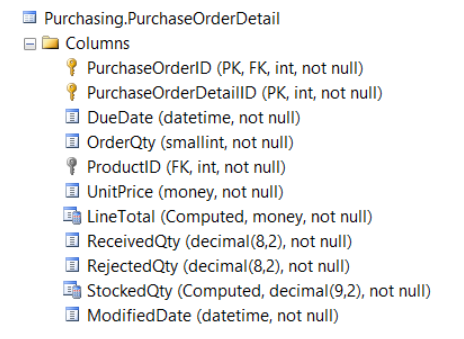 Purchasing.PurchaseOrderDetail
Columns
PurchaseOrderID (PK, FK, int, not null)
PurchaseOrderDetailID (PK, int, not null)
DueDate (datetime, not null)
OrderQty (smallint, not null)
ProductID (FK, int, not null)
UnitPrice (money, not null)
LineTotal (Computed, money, not null)
ReceivedQty (decimal(8,2), not null)
RejectedQty (decimal(8,2), not null)
StockedQty (Computed, decimal(9,2), not null)
ModifiedDate (datetime, not null)